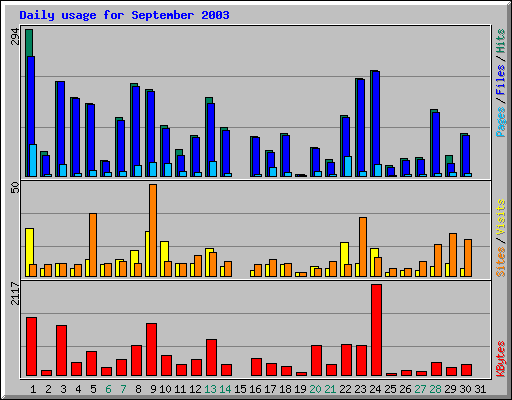 Daily usage for September 2003
294
Pages / Files / Hits
50
Sites / Visits
2117
KBytes
1 2 3 4 5 6 7 8 9 10 11 12 13 14 15 16 17 18 19 20 21 22 23 24 25 26 27 28 29 30 31